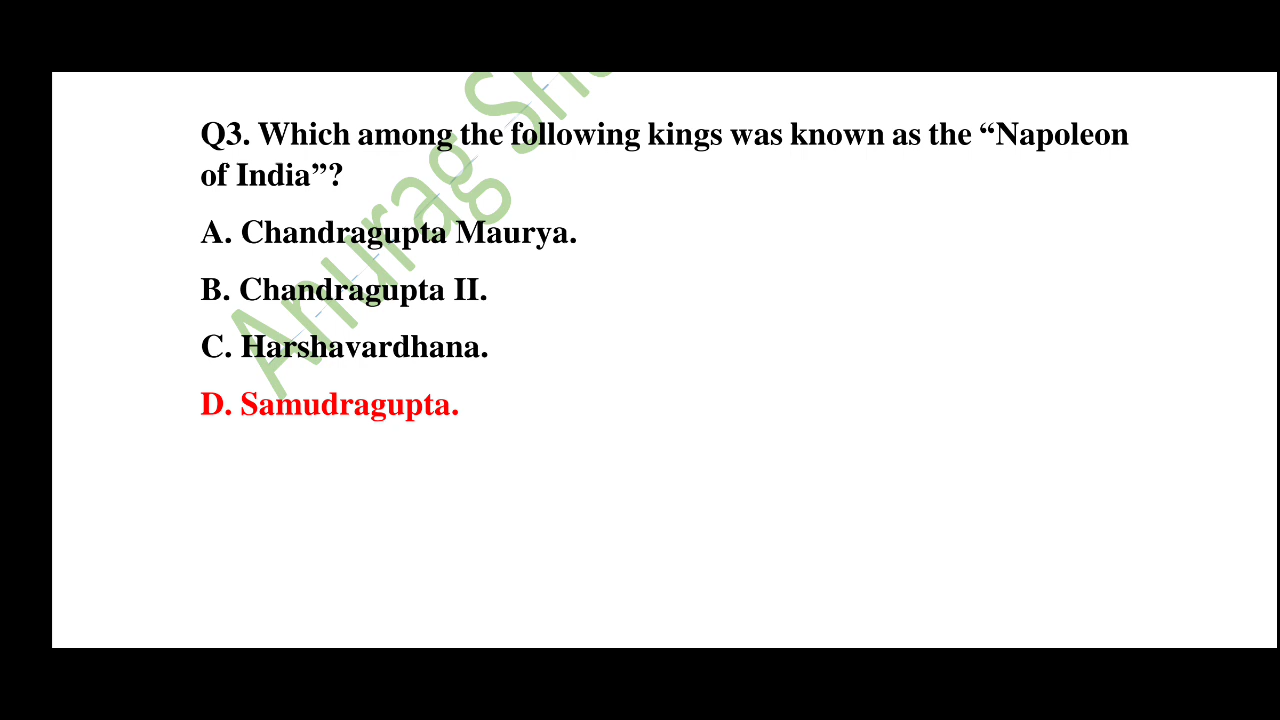 Q3. Which among the following kings was known as the “Napoleon
of India”?
A. Chandragupta Maurya.
B. Chandragupta II.
C. Harshavardhana.
D. Samudragupta.
Anurag